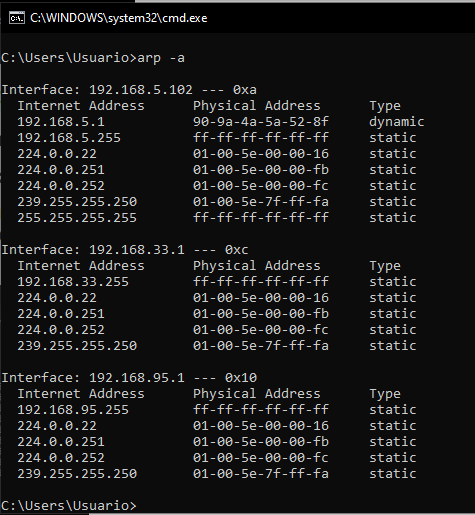 C:\WINDOWS\system32\cmd.exe
C:\Users\Usuario>arp -a
Interface: 192.168.5.102 --- 0xa
  Internet Address      Physical Address      Type
  192.168.5.1           90-9a-4a-5a-52-8f     dynamic
  192.168.5.255         ff-ff-ff-ff-ff-ff     static
  224.0.0.22            01-00-5e-00-00-16     static
  224.0.0.251           01-00-5e-00-00-fb     static
  224.0.0.252           01-00-5e-00-00-fc     static
  239.255.255.250       01-00-5e-7f-ff-fa     static
  255.255.255.255       ff-ff-ff-ff-ff-ff     static
Interface: 192.168.33.1 --- 0xc
  Internet Address      Physical Address      Type
  192.168.33.255        ff-ff-ff-ff-ff-ff     static
  224.0.0.22            01-00-5e-00-00-16     static
  224.0.0.251           01-00-5e-00-00-fb     static
  224.0.0.252           01-00-5e-00-00-fc     static
  239.255.255.250       01-00-5e-7f-ff-fa     static
Interface: 192.168.95.1 --- 0x10
  Internet Address      Physical Address      Type
  192.168.95.255        ff-ff-ff-ff-ff-ff     static
  224.0.0.22            01-00-5e-00-00-16     static
  224.0.0.251           01-00-5e-00-00-fb     static
  224.0.0.252           01-00-5e-00-00-fc     static
  239.255.255.250       01-00-5e-7f-ff-fa     static
C:\Users\Usuario>